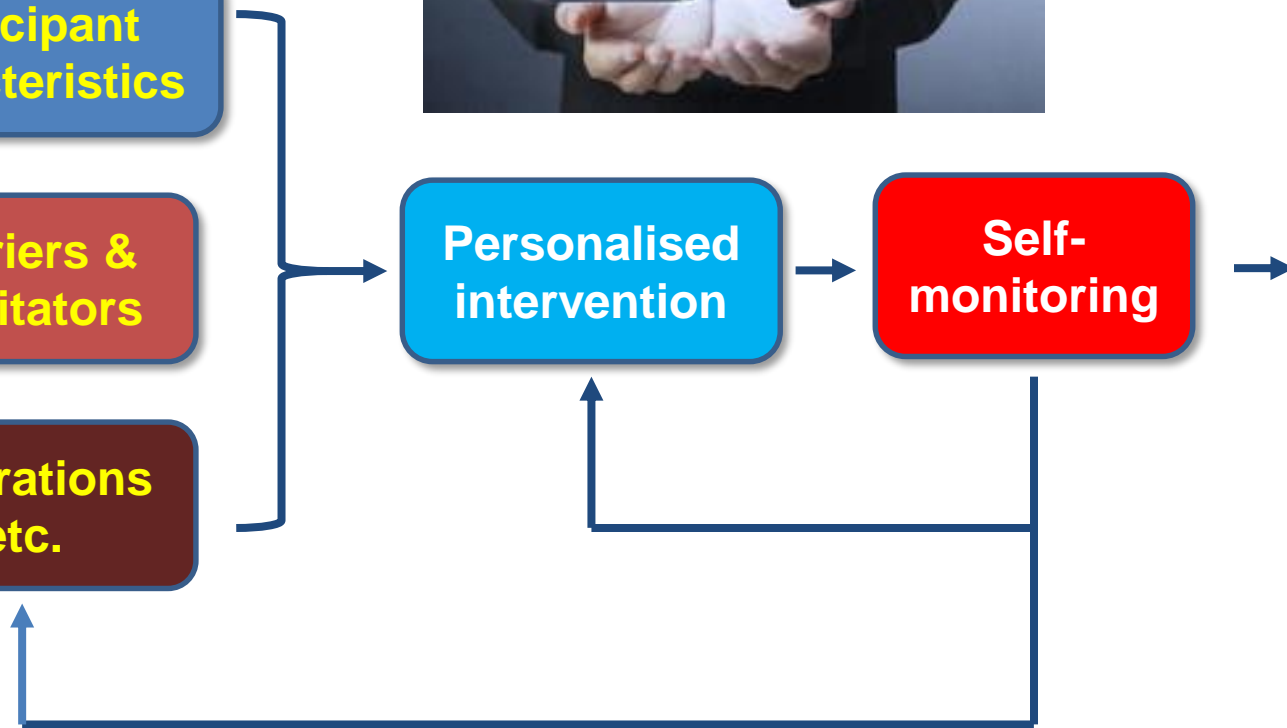 cipant
teristics
riers &
itators
rations
etc.
Personalised
intervention
Self-
monitoring